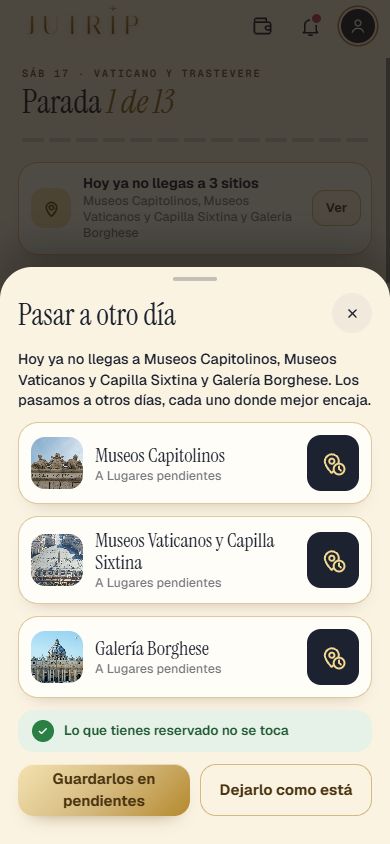 JUTRIP
SÁB 17 · VATICANO Y TRASTEVERE
Parada 1 de 13
Hoy ya no llegas a 3 sitios
Museos Capitolinos, Museos
Vaticanos y Capilla Sixtina y Galería
Borghese
Ver
Pasar a otro día
Hoy ya no llegas a Museos Capitolinos, Museos
Vaticanos y Capilla Sixtina y Galería Borghese. Los
pasamos a otros días, cada uno donde mejor encaja.
Museos Capitolinos
A Lugares pendientes
Museos Vaticanos y Capilla
Sixtina
A Lugares pendientes
Galería Borghese
A Lugares pendientes
Lo que tienes reservado no se toca
Guardarlos en
pendientes
Dejarlo como está